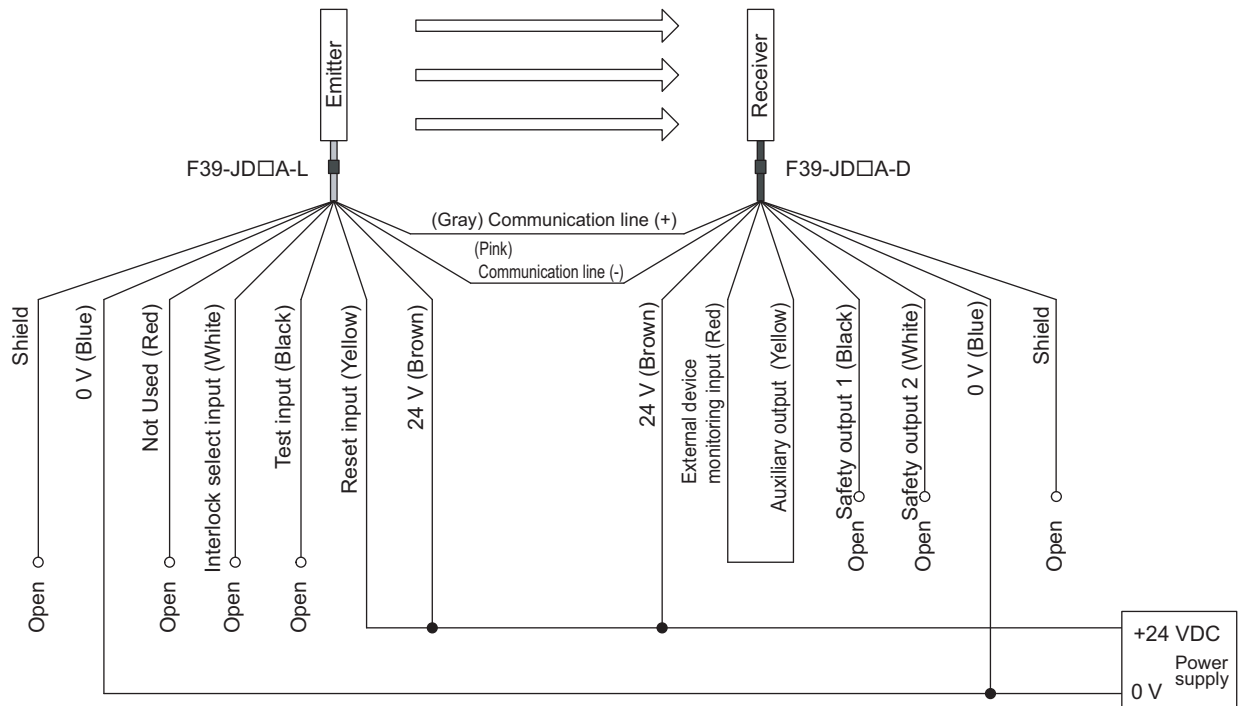 Emitter
Receiver
F39-JD□A-L
F39-JD□A-D
(Gray) Communication line (+)
(Pink)
Communication line (-)
Shield
0 V (Blue)
Not Used (Red)
Interlock select input (White)
Test input (Black)
Reset input (Yellow)
24 V (Brown)
24 V (Brown)
External device
monitoring input (Red)
Auxiliary output (Yellow)
Safety output 1 (Black)
Safety output 2 (White)
0 V (Blue)
Shield
Open
Open
Open
Open
Open
Open
Open
+24 VDC
Power
supply
0 V